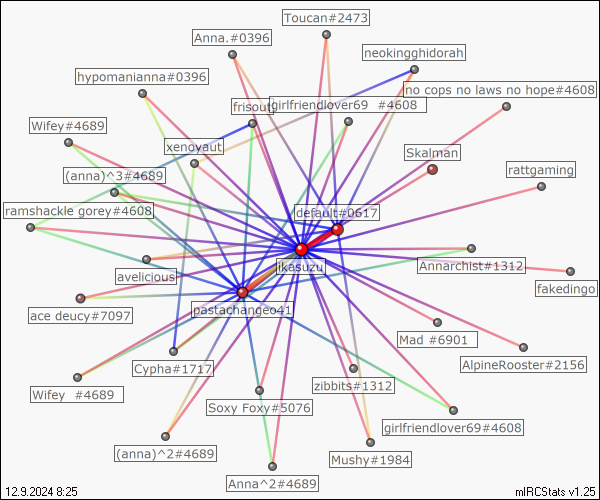 Toucan#2473
Anna.#0396
neokingghidorah
hypomanianna#0396
no cops no laws no hope#4608
frisout
girlfriendlover69 #4608
Wifey#4689
xenoyaut
Skalman
(anna)^3#4689
rattgaming
ramshackle gorey#4608
default#0617
ikasuzu
Annarchist#1312
avelicious
fakedingo
pastachangeo41
ace deucy#7097
Mad #6901
AlpineRooster#2156
Cypha#1717
zibbits#1312
Wifey #4689
Soxy Foxy#5076
girlfriendlover69#4608
(anna)^2#4689
Mushy#1984
Anna^2#4689
12.9.2024 8:25
mIRCStats v1.25